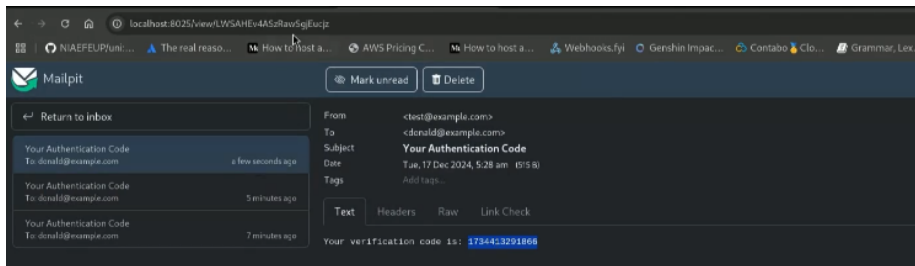 localhost:8025/view/LWSAHEv4ASzRawSgjEucjz
NIAEFEUP/uni:... The real reaso... How to host a... AWS Pricing C... How to host a... Webhooks.fyi Genshin Impac... Contabo Clo... Grammar, Lex
Mailpit
Mark unread Delete
Return to inbox
Your Authentication Code
To: donald@example.com a few seconds ago
Your Authentication Code
To: donald@example.com 5 minutes ago
Your Authentication Code
To: donald@example.com 7 minutes ago
From <test@example.com>
To <donald@example.com>
Subject Your Authentication Code
Date Tue, 17 Dec 2024, 5:28 am (515 B)
Tags Add tags...
Text Headers Raw Link Check
Your verification code is: 1734413291866